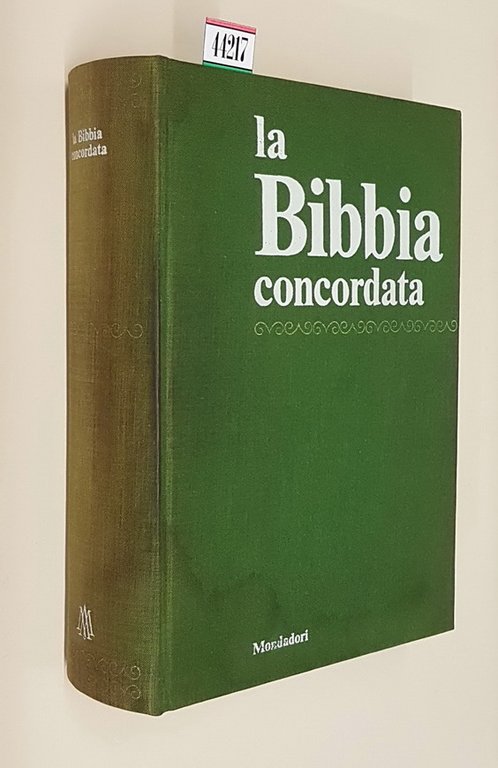 44217
la Bibbia
concordata
la
Bibbia
concordata
Mondadori
M